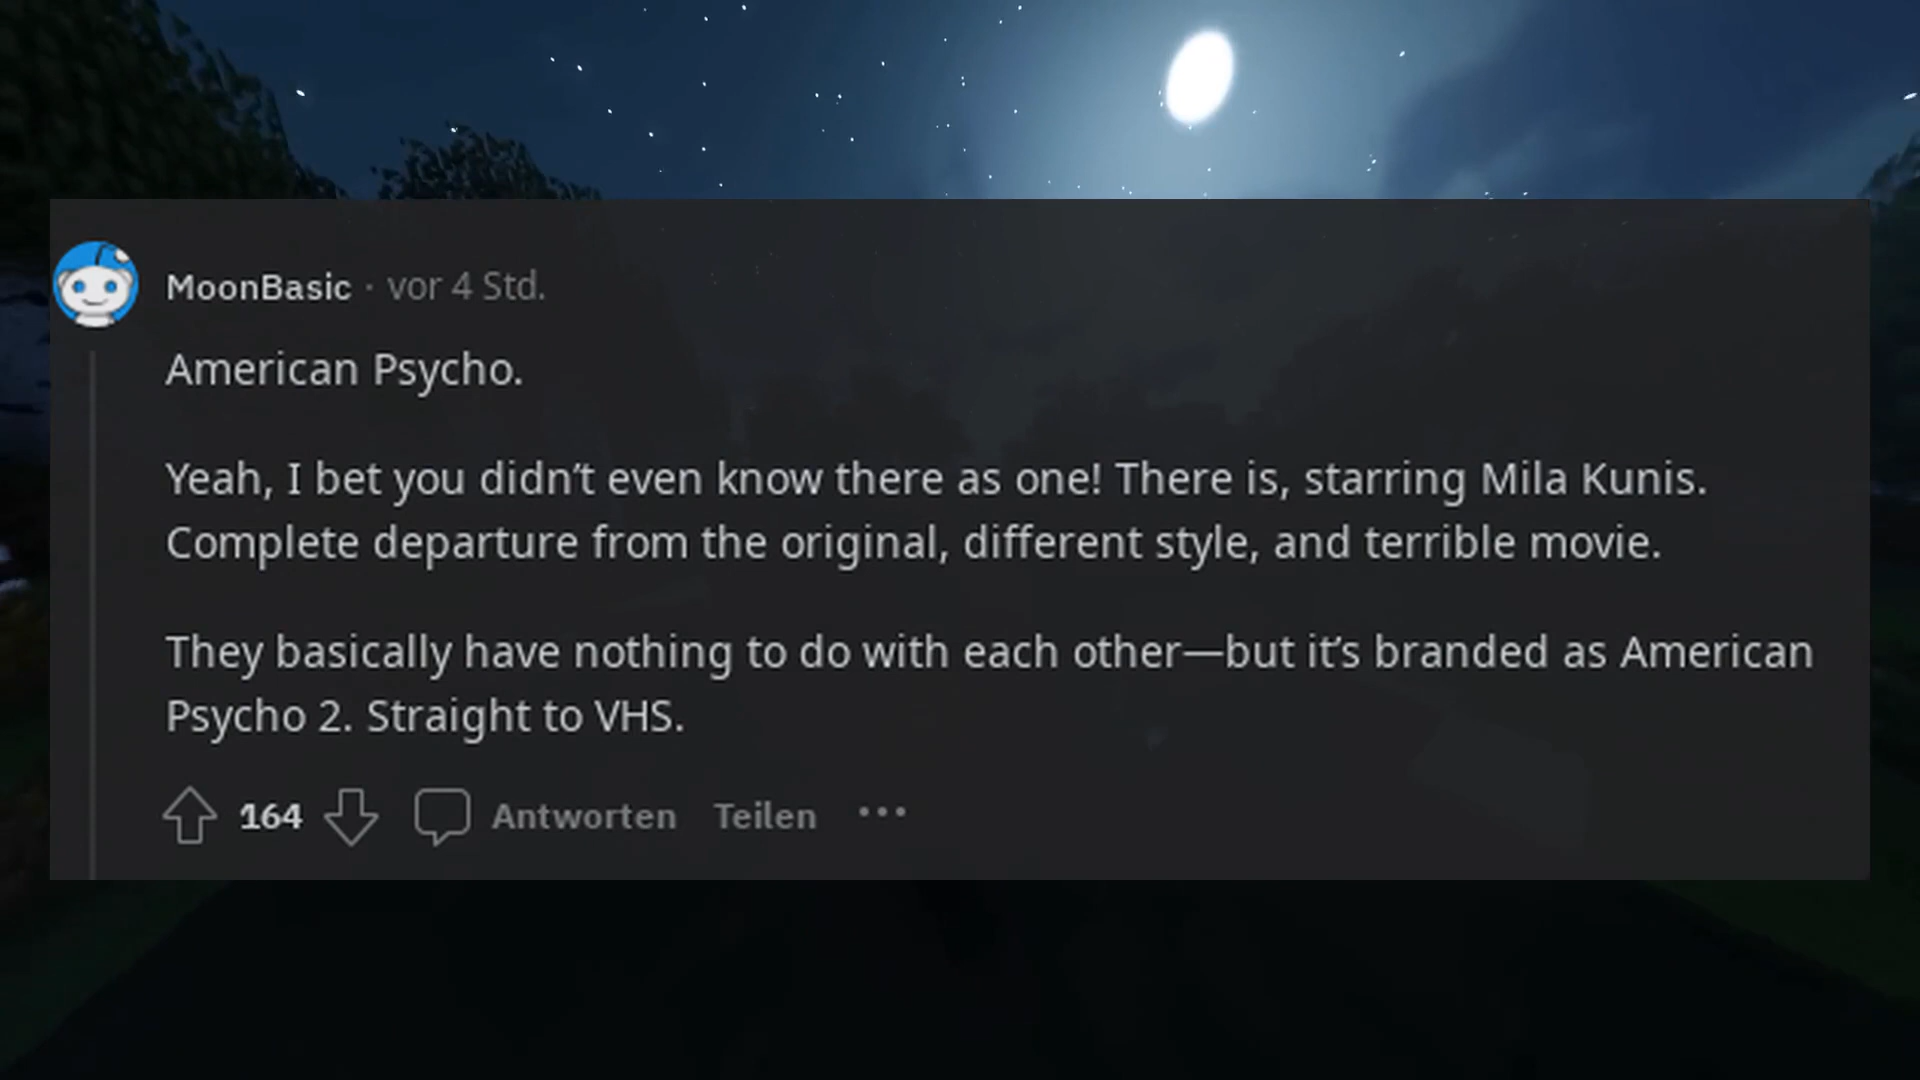 MoonBasic · vor 4 Std.
American Psycho.
Yeah, I bet you didn’t even know there as one! There is, starring Mila Kunis.
Complete departure from the original, different style, and terrible movie.
They basically have nothing to do with each other—but it’s branded as American
Psycho 2. Straight to VHS.
164 Antworten Teilen ...